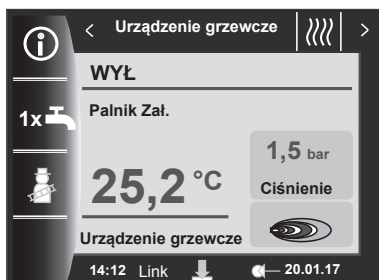 < Urządzenie grzewcze >
WYŁ
1x
Palnik Zał.
1,5 bar
25,2 °C
Ciśnienie
Urządzenie grzewcze
14:12 Link 20.01.17